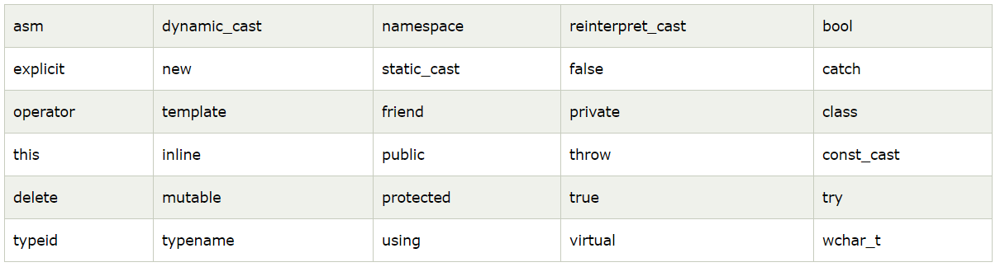 asm dynamic_cast namespace reinterpret_cast bool
explicit new static_cast false catch
operator template friend private class
this inline public throw const_cast
delete mutable protected true try
typeid typename using virtual wchar_t